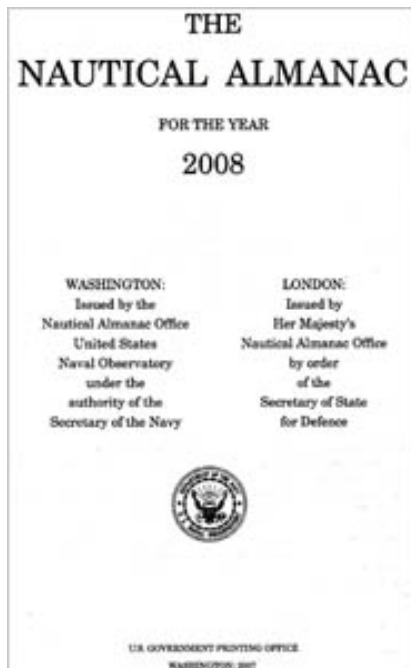 THE
NAUTICAL ALMANAC
FOR THE YEAR
2008
WASHINGTON:
Issued by the
Nautical Almanac Office
United States
Naval Observatory
under the
authority of the
Secretary of the Navy
LONDON:
Issued by
Her Majesty's
Nautical Almanac Office
by order
of the
Secretary of State
for Defence
U.S. GOVERNMENT PRINTING OFFICE
WASHINGTON: 2007